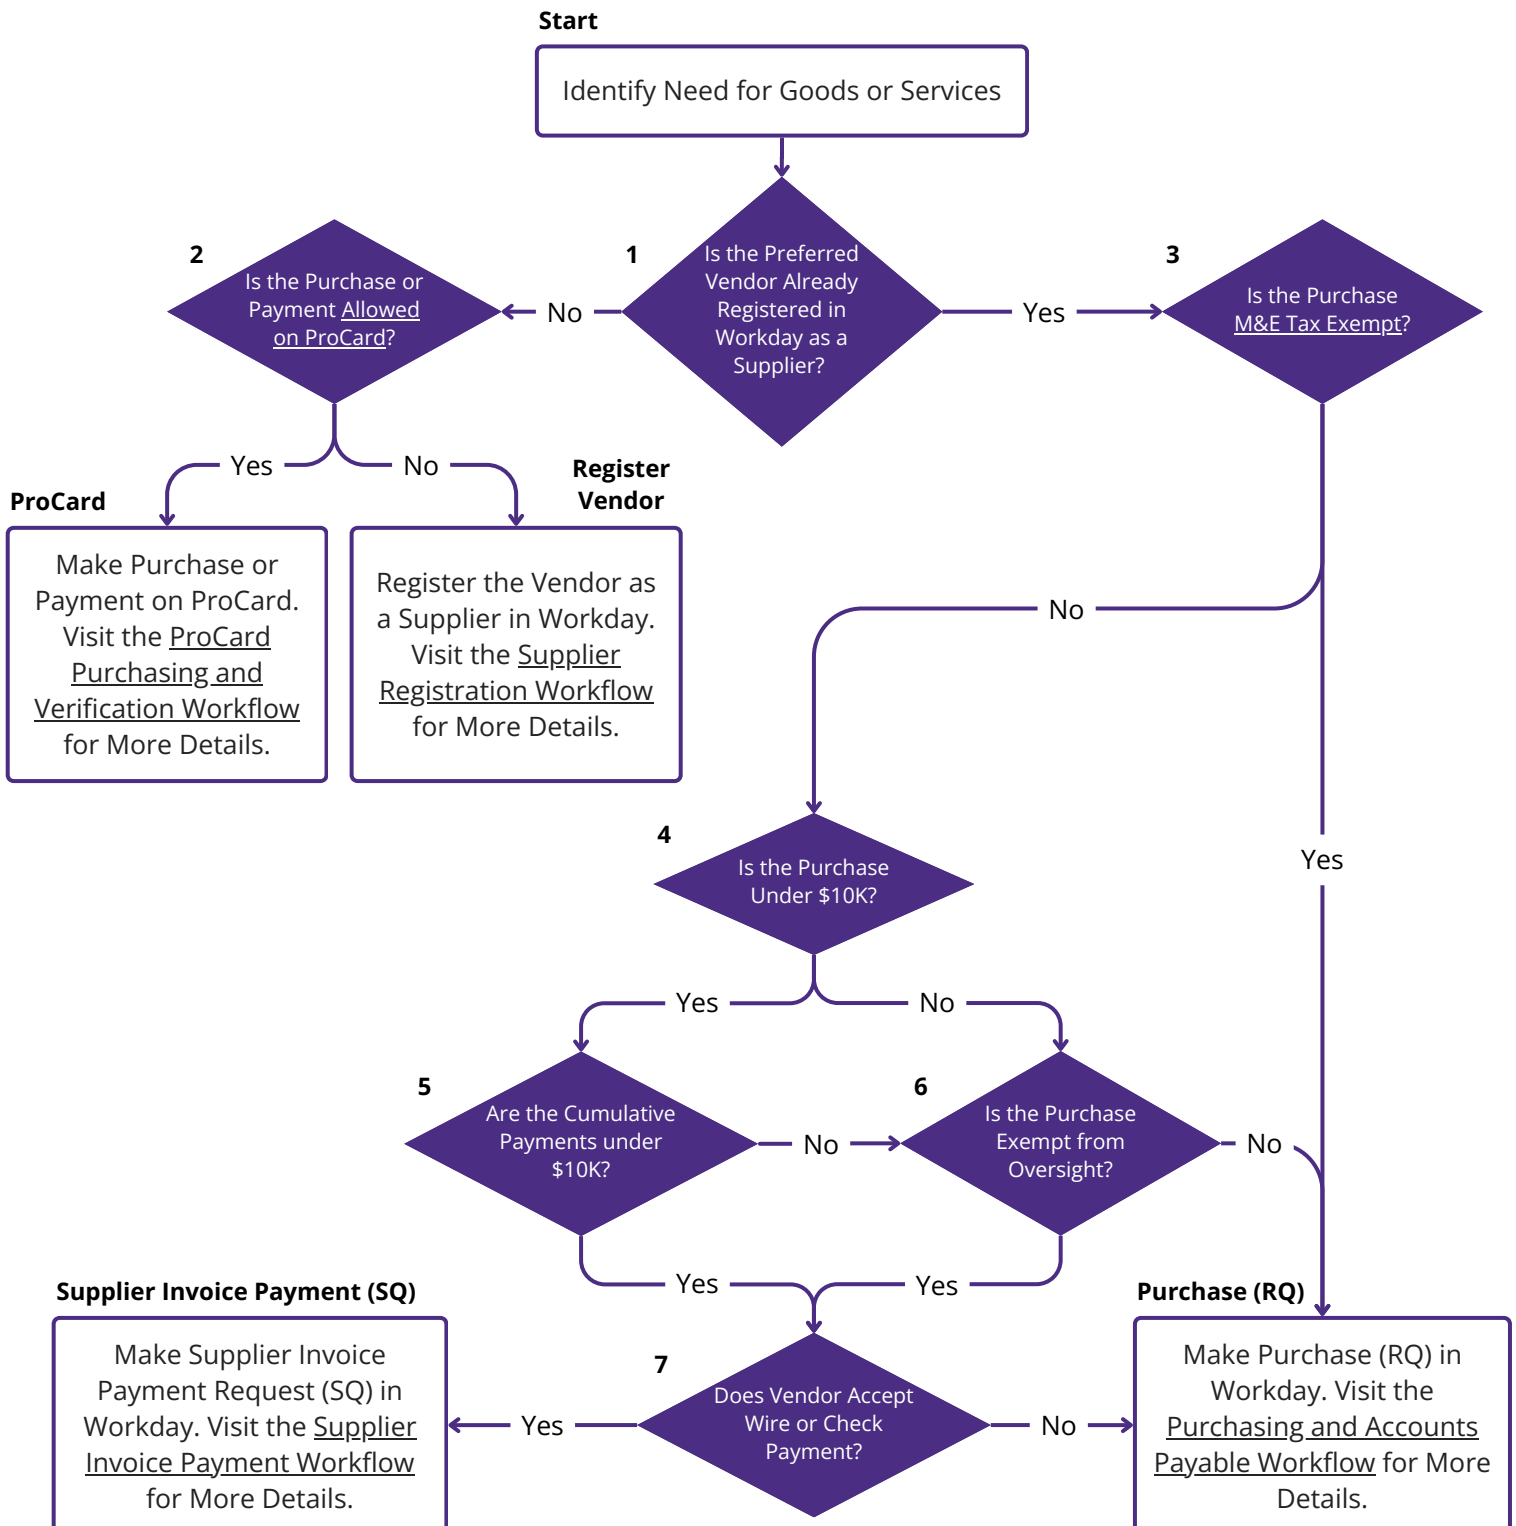 Start
Identify Need for Goods or Services
1
Is the Preferred
Vendor Already
Registered in
Workday as a
Supplier?
No
Yes
2
Is the Purchase or
Payment Allowed
on ProCard?
3
Is the Purchase
M&E Tax Exempt?
Yes
No
ProCard
Make Purchase or
Payment on ProCard.
Visit the ProCard
Purchasing and
Verification Workflow
for More Details.
Register
Vendor
Register the Vendor as
a Supplier in Workday.
Visit the Supplier
Registration Workflow
for More Details.
No
Yes
4
Is the Purchase
Under $10K?
Yes
No
5
Are the Cumulative
Payments under
$10K?
No
6
Is the Purchase
Exempt from
Oversight?
No
Yes
Yes
7
Does Vendor Accept
Wire or Check
Payment?
Yes
No
Supplier Invoice Payment (SQ)
Make Supplier Invoice
Payment Request (SQ) in
Workday. Visit the Supplier
Invoice Payment Workflow
for More Details.
Purchase (RQ)
Make Purchase (RQ) in
Workday. Visit the
Purchasing and Accounts
Payable Workflow for More
Details.